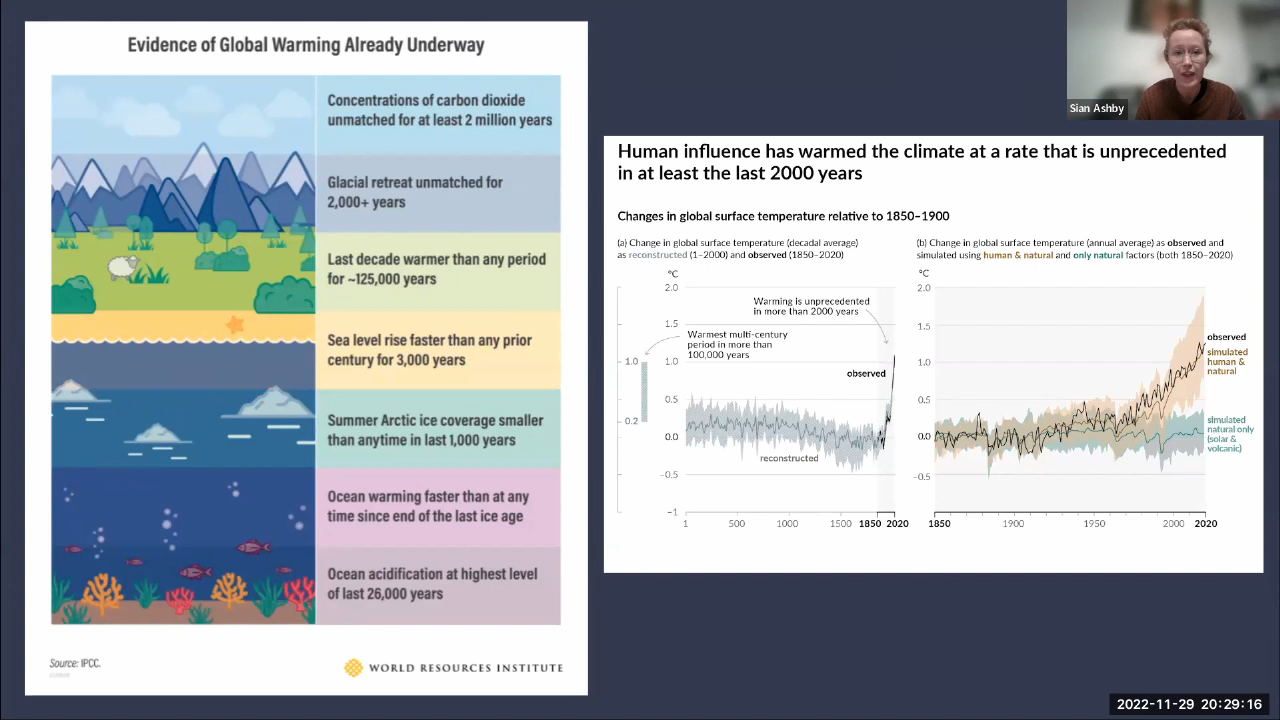 Evidence of Global Warming Already Underway
Concentrations of carbon dioxide
unmatched for at least 2 million years
Glacial retreat unmatched for
2,000+ years
Last decade warmer than any period
for ~125,000 years
Sea level rise faster than any prior
century for 3,000 years
Summer Arctic ice coverage smaller
than anytime in last 1,000 years
Ocean warming faster than at any
time since end of the last ice age
Ocean acidification at highest level
of last 26,000 years
Source: IPCC.
WORLD RESOURCES INSTITUTE
Sian Ashby
Human influence has warmed the climate at a rate that is unprecedented
in at least the last 2000 years
Changes in global surface temperature relative to 1850–1900
(a) Change in global surface temperature (decadal average)
as reconstructed (1–2000) and observed (1850–2020)
°C
2.0
1.5
1.0
0.5
0.0
−0.5
−1
1.0
0.2
Warming is unprecedented
in more than 2000 years
Warmest multi-century
period in more than
100,000 years
observed
reconstructed
1 500 1000 1500 1850 2020
(b) Change in global surface temperature (annual average) as observed and
simulated using human & natural and only natural factors (both 1850–2020)
°C
2.0
1.5
1.0
0.5
0.0
−0.5
observed
simulated
human &
natural
simulated
natural only
(solar &
volcanic)
1850 1900 1950 2000 2020
2022-11-29 20:29:16